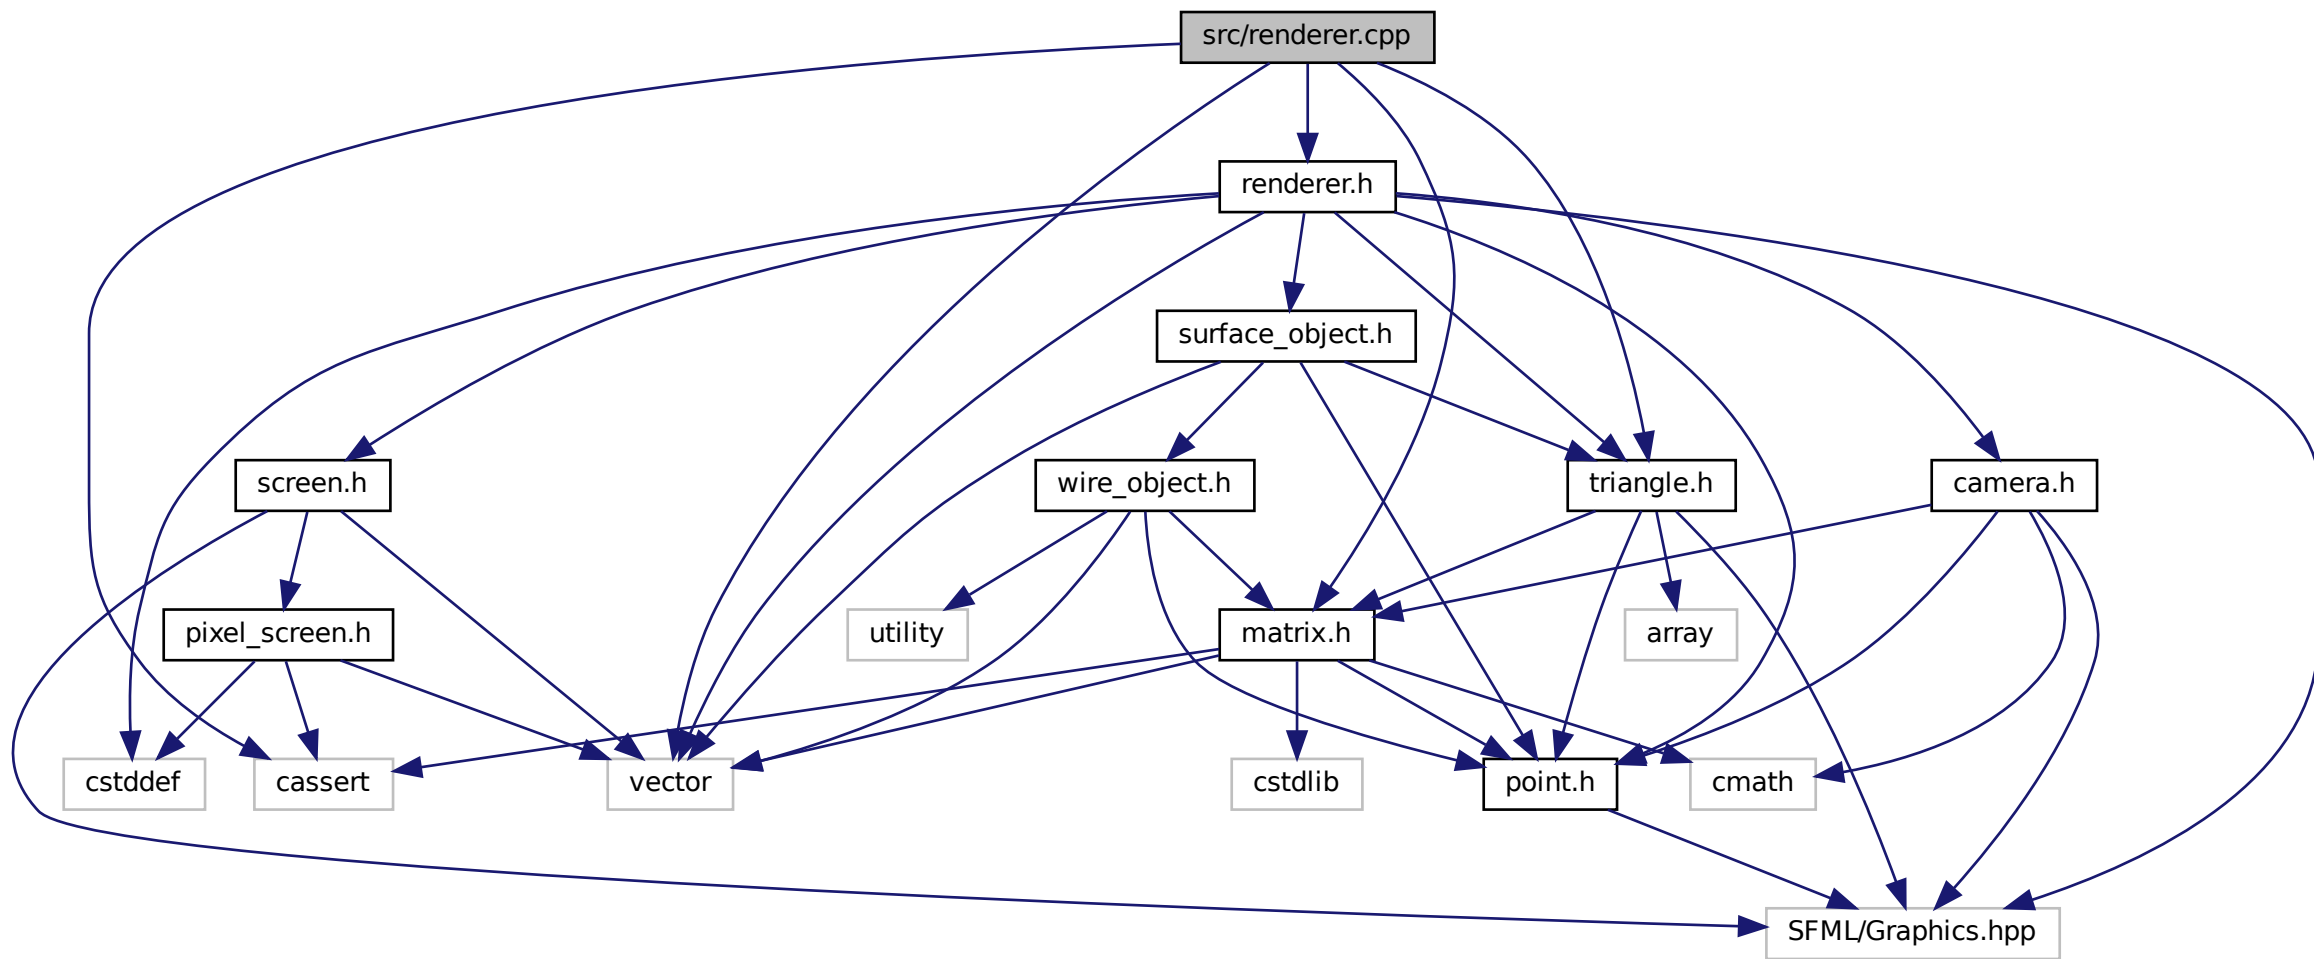 src/renderer.cpp
renderer.h
surface_object.h
screen.h
wire_object.h
triangle.h
camera.h
pixel_screen.h
utility
matrix.h
array
cstddef
cassert
vector
cstdlib
point.h
cmath
SFML/Graphics.hpp